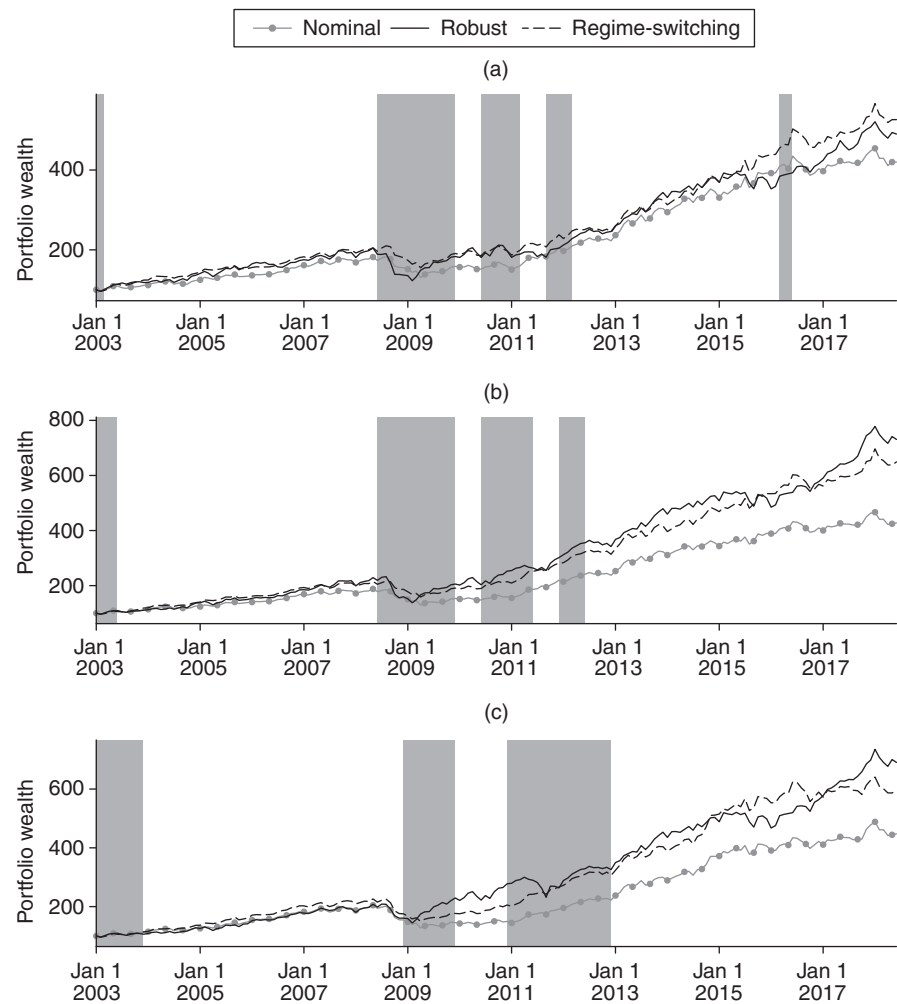 Nominal Robust Regime-switching
(a)
Portfolio wealth
400
200
Jan 1 Jan 1 Jan 1 Jan 1 Jan 1 Jan 1 Jan 1 Jan 1
2003 2005 2007 2009 2011 2013 2015 2017
(b)
Portfolio wealth
800
600
400
200
Jan 1 Jan 1 Jan 1 Jan 1 Jan 1 Jan 1 Jan 1 Jan 1
2003 2005 2007 2009 2011 2013 2015 2017
(c)
Portfolio wealth
600
400
200
Jan 1 Jan 1 Jan 1 Jan 1 Jan 1 Jan 1 Jan 1 Jan 1
2003 2005 2007 2009 2011 2013 2015 2017